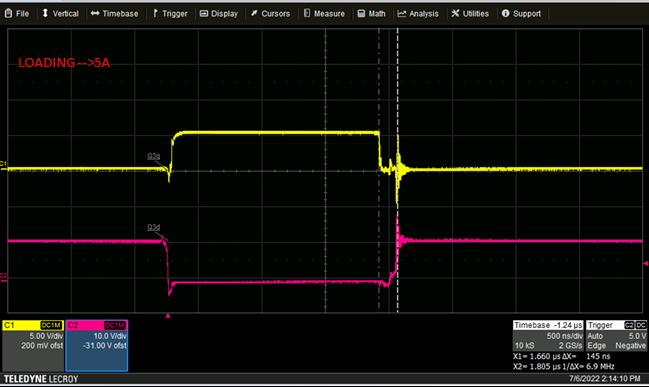 File Vertical Timebase Trigger Display Cursors Measure Math Analysis Utilities Support
LOADING -->5A
Q3g
C1
Q3d
C2
C1 DC1M
5.00 V/div
200 mV ofst
C2 DC1M
10.0 V/div
-31.00 V ofst
Timebase -1.24 µs
500 ns/div
10 kS 2 GS/s
Trigger C2 DC
Auto 5.0 V
Edge Negative
X1= 1.660 µs ΔX= 145 ns
X2= 1.805 µs 1/ΔX= 6.9 MHz
TELEDYNE LECROY
7/6/2022 2:14:10 PM